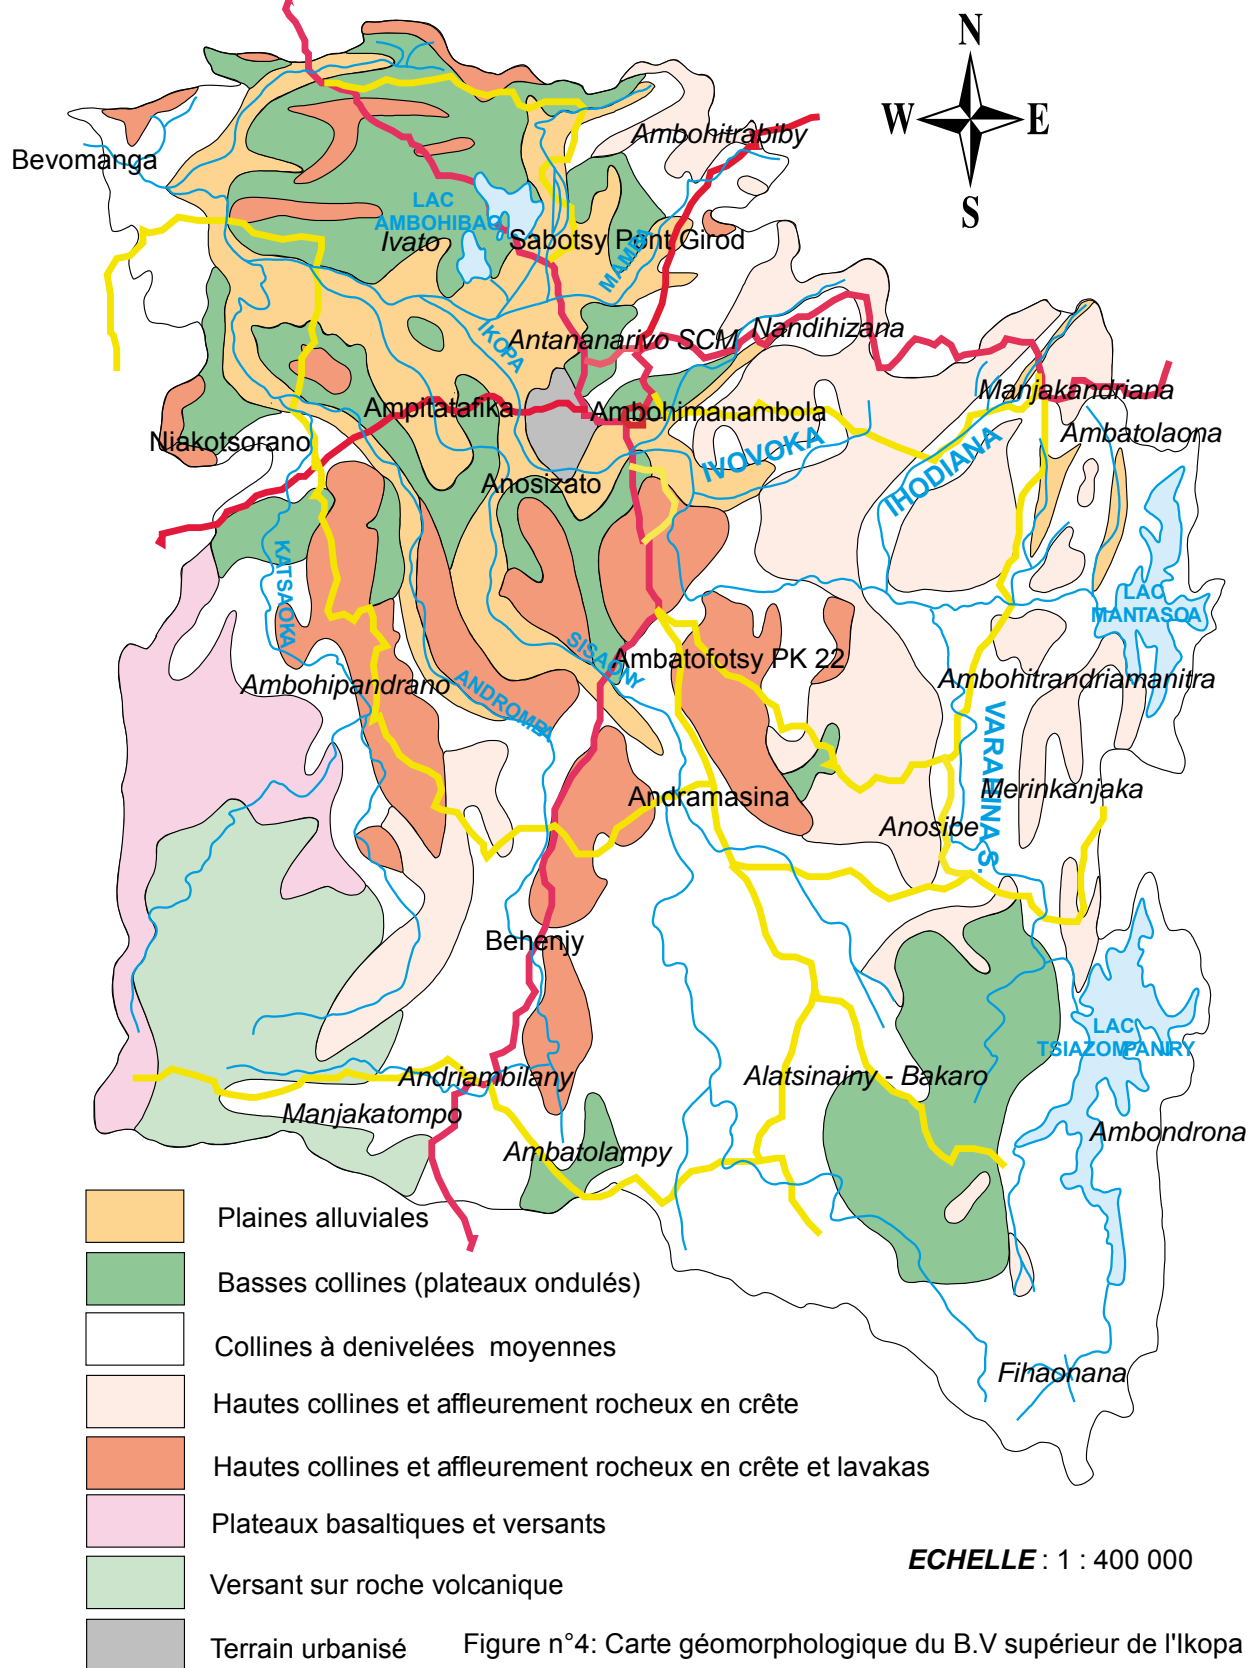 N
W
E
S
Ambohitrabiby
Bevomanga
LAC
AMBOHIBAO
Ivato
Sabotsy Pont Girod
MAMBA
IKOPA
Antananarivo SCM
Nandihizana
Manjakandriana
Ampitatafika
Ambohimanambola
Niakotsorano
Ambatolaona
IVOVOKA
IHODIANA
Anosizato
KATSAOKA
LAC
MANTASOA
SISAONY
Ambatofotsy PK 22
Ambohipandrano
ANDROMBA
Ambohitrandriamanitra
VARAHINA S.
Andramasina
Merinkanjaka
Anosibe
Behenjy
LAC
TSIAZOMPANIRY
Andriambilany
Alatsinainy - Bakaro
Manjakatompo
Ambondrona
Ambatolampy
Fihaonana
Plaines alluviales
Basses collines (plateaux ondulés)
Collines à denivelées moyennes
Hautes collines et affleurement rocheux en crête
Hautes collines et affleurement rocheux en crête et lavakas
Plateaux basaltiques et versants
Versant sur roche volcanique
Terrain urbanisé
ECHELLE : 1 : 400 000
Figure n°4: Carte géomorphologique du B.V supérieur de l'Ikopa